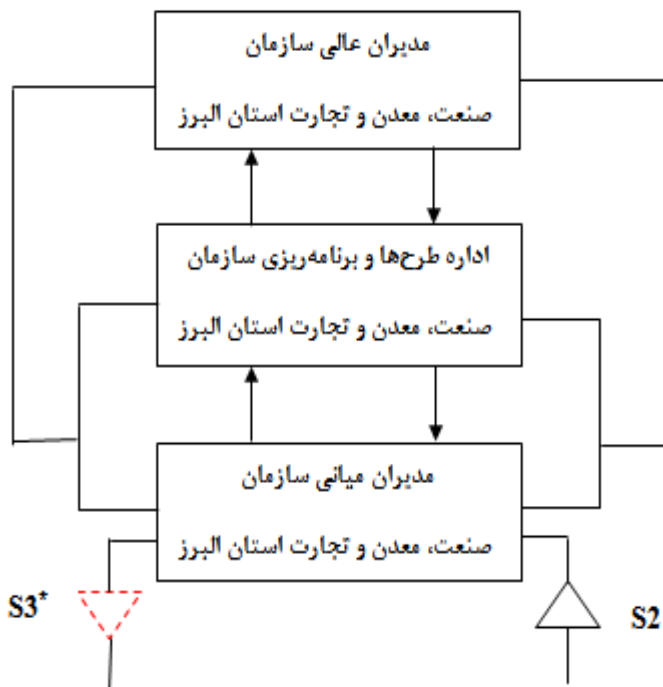 مدیران عالی سازمان
صنعت، معدن و تجارت استان البرز
اداره طرح‌ها و برنامه‌ریزی سازمان
صنعت، معدن و تجارت استان البرز
مدیران میانی سازمان
صنعت، معدن و تجارت استان البرز
S3*
S2